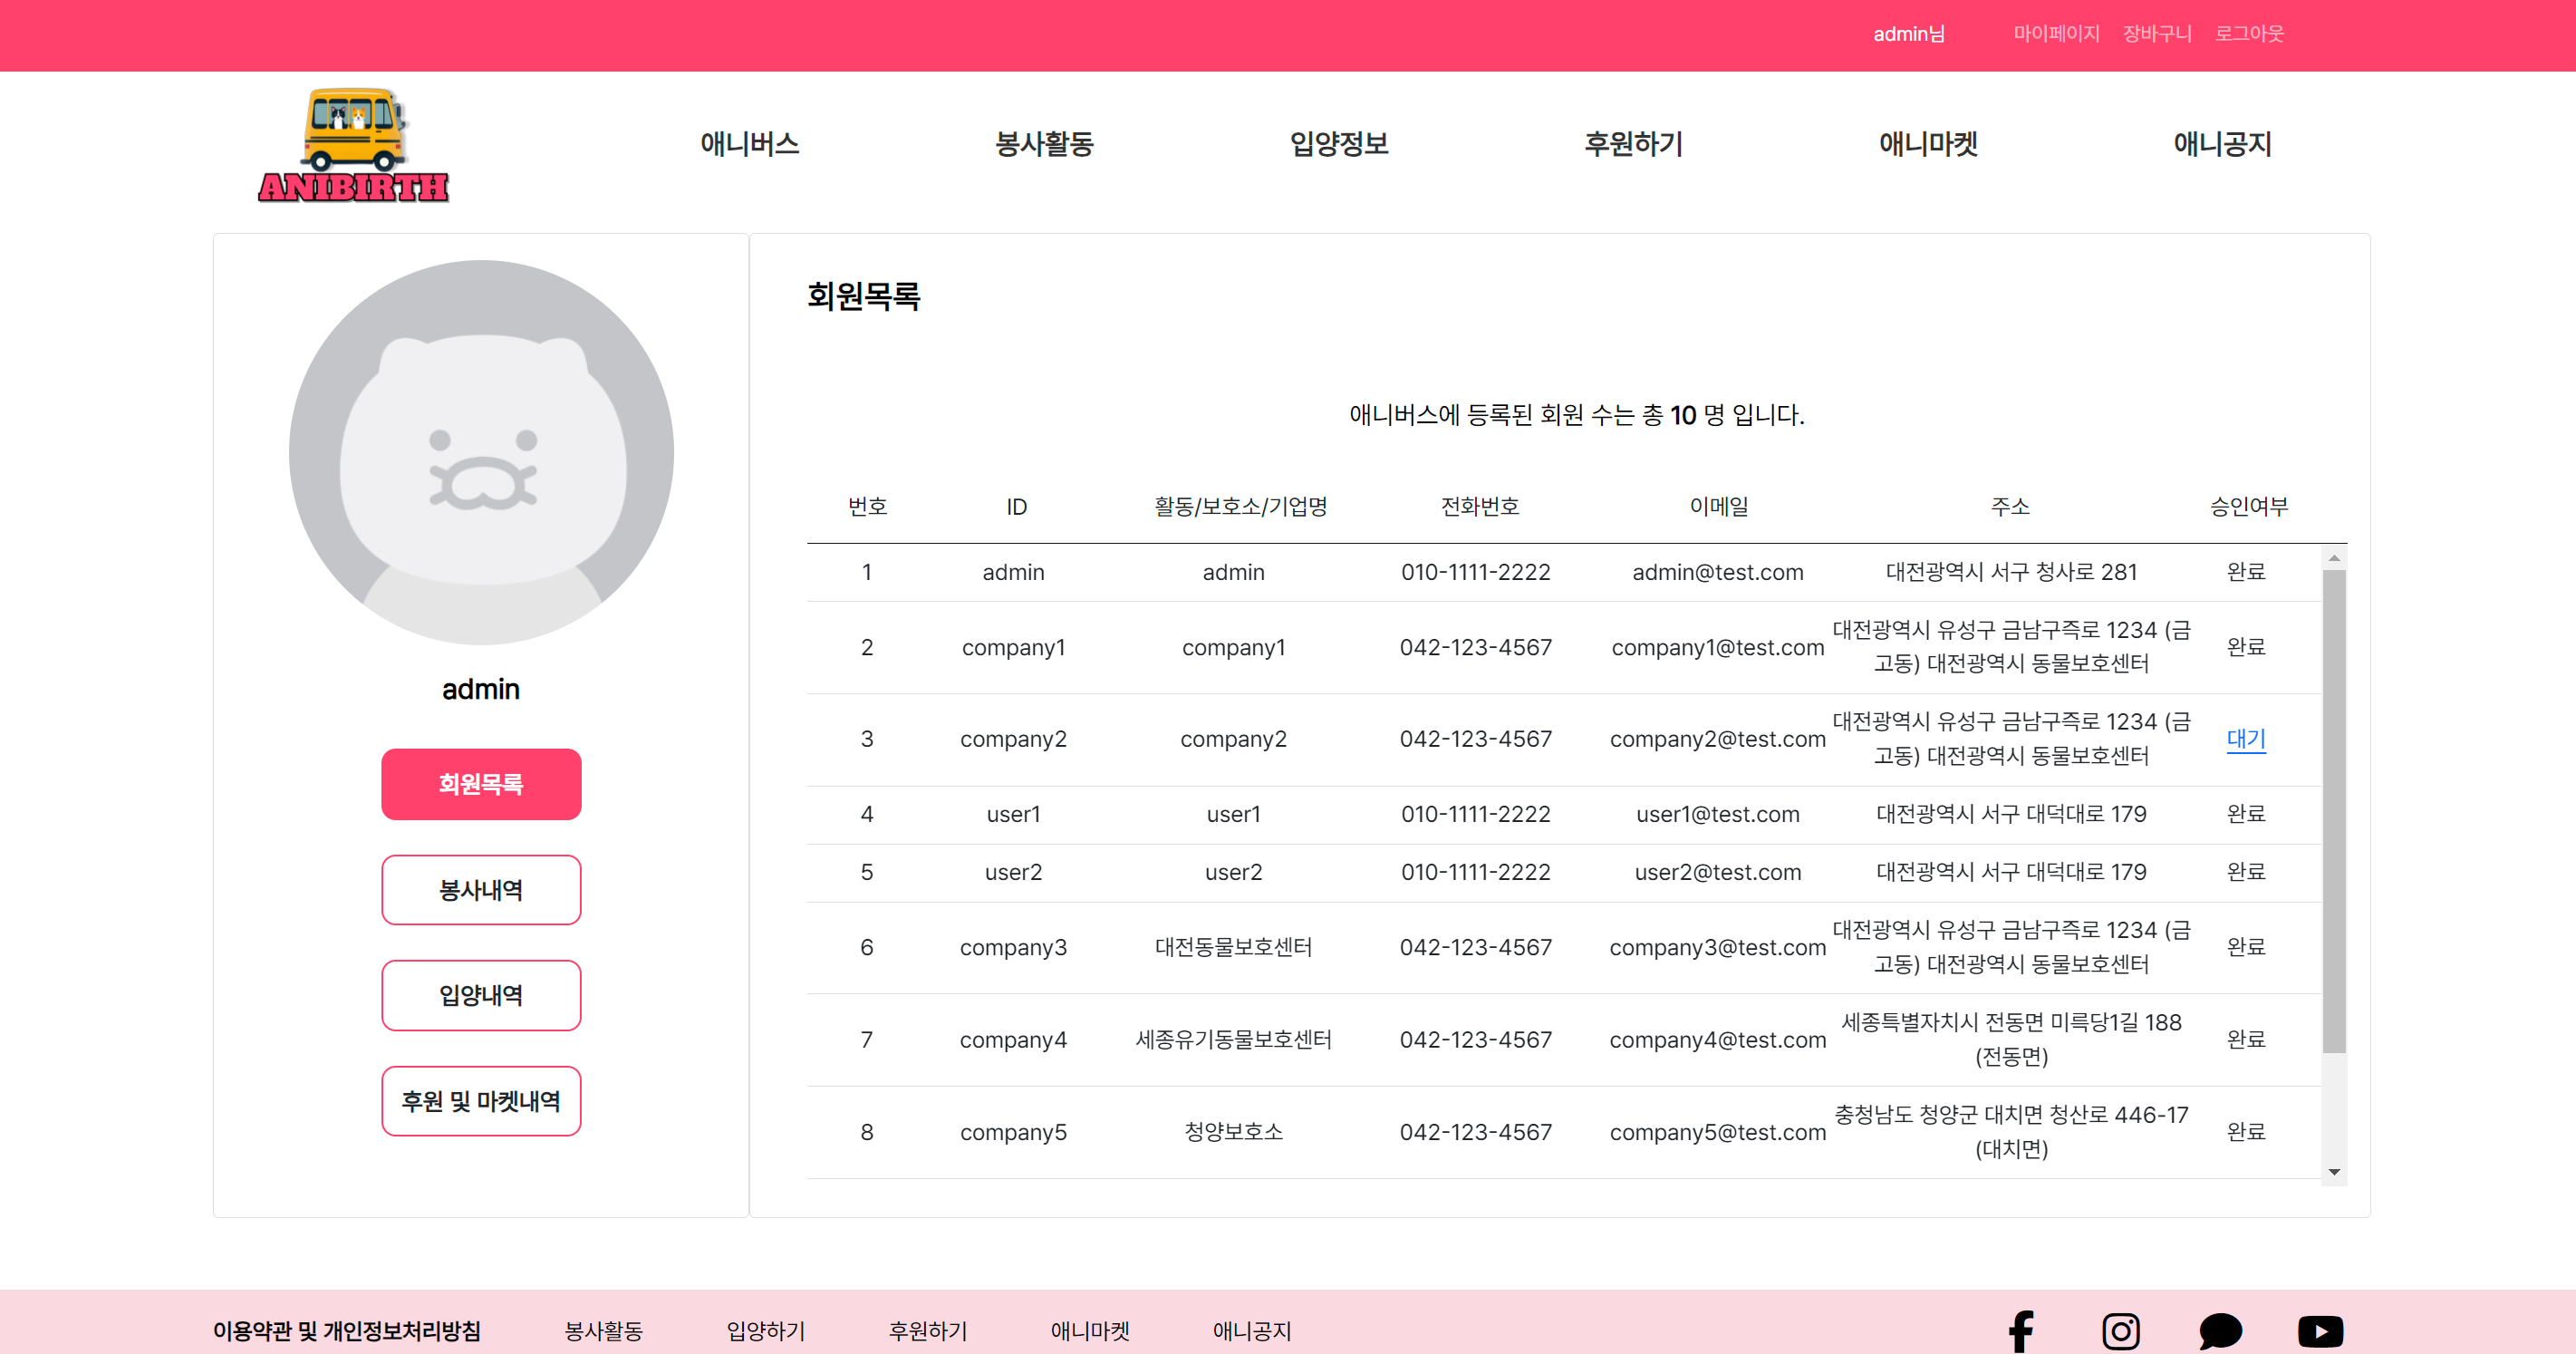 admin님 마이페이지 장바구니 로그아웃
ANIBIRTH
애니버스 봉사활동 입양정보 후원하기 애니마켓 애니공지
admin
회원목록
봉사내역
입양내역
후원 및 마켓내역
회원목록
애니버스에 등록된 회원 수는 총 10 명 입니다.
번호 ID 활동/보호소/기업명 전화번호 이메일 주소 승인여부
1 admin admin 010-1111-2222 admin@test.com 대전광역시 서구 청사로 281 완료
2 company1 company1 042-123-4567 company1@test.com 대전광역시 유성구 금남구즉로 1234 (금
고동) 대전광역시 동물보호센터 완료
3 company2 company2 042-123-4567 company2@test.com 대전광역시 유성구 금남구즉로 1234 (금
고동) 대전광역시 동물보호센터 대기
4 user1 user1 010-1111-2222 user1@test.com 대전광역시 서구 대덕대로 179 완료
5 user2 user2 010-1111-2222 user2@test.com 대전광역시 서구 대덕대로 179 완료
6 company3 대전동물보호센터 042-123-4567 company3@test.com 대전광역시 유성구 금남구즉로 1234 (금
고동) 대전광역시 동물보호센터 완료
7 company4 세종유기동물보호센터 042-123-4567 company4@test.com 세종특별자치시 전동면 미륵당1길 188
(전동면) 완료
8 company5 청양보호소 042-123-4567 company5@test.com 충청남도 청양군 대치면 청산로 446-17
(대치면) 완료
이용약관 및 개인정보처리방침 봉사활동 입양하기 후원하기 애니마켓 애니공지